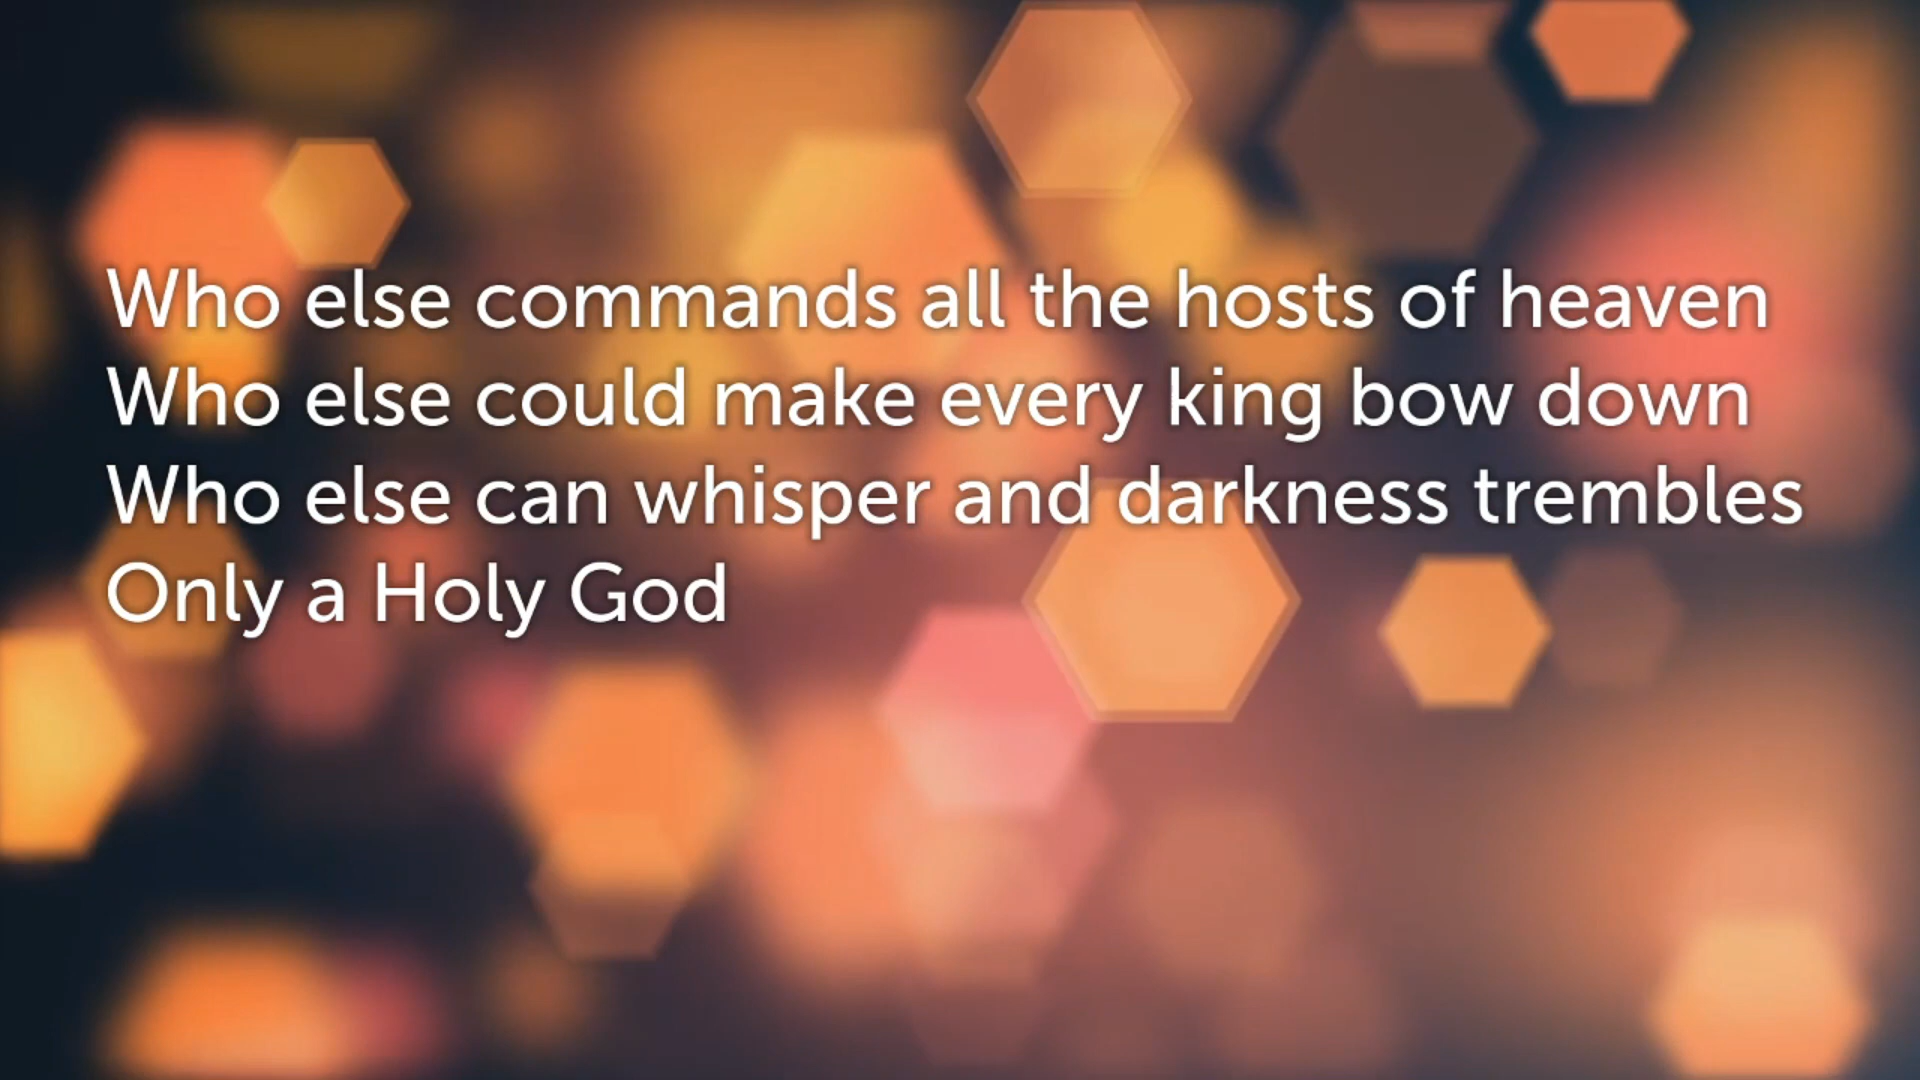 Who else commands all the hosts of heaven
Who else could make every king bow down
Who else can whisper and darkness trembles
Only a Holy God